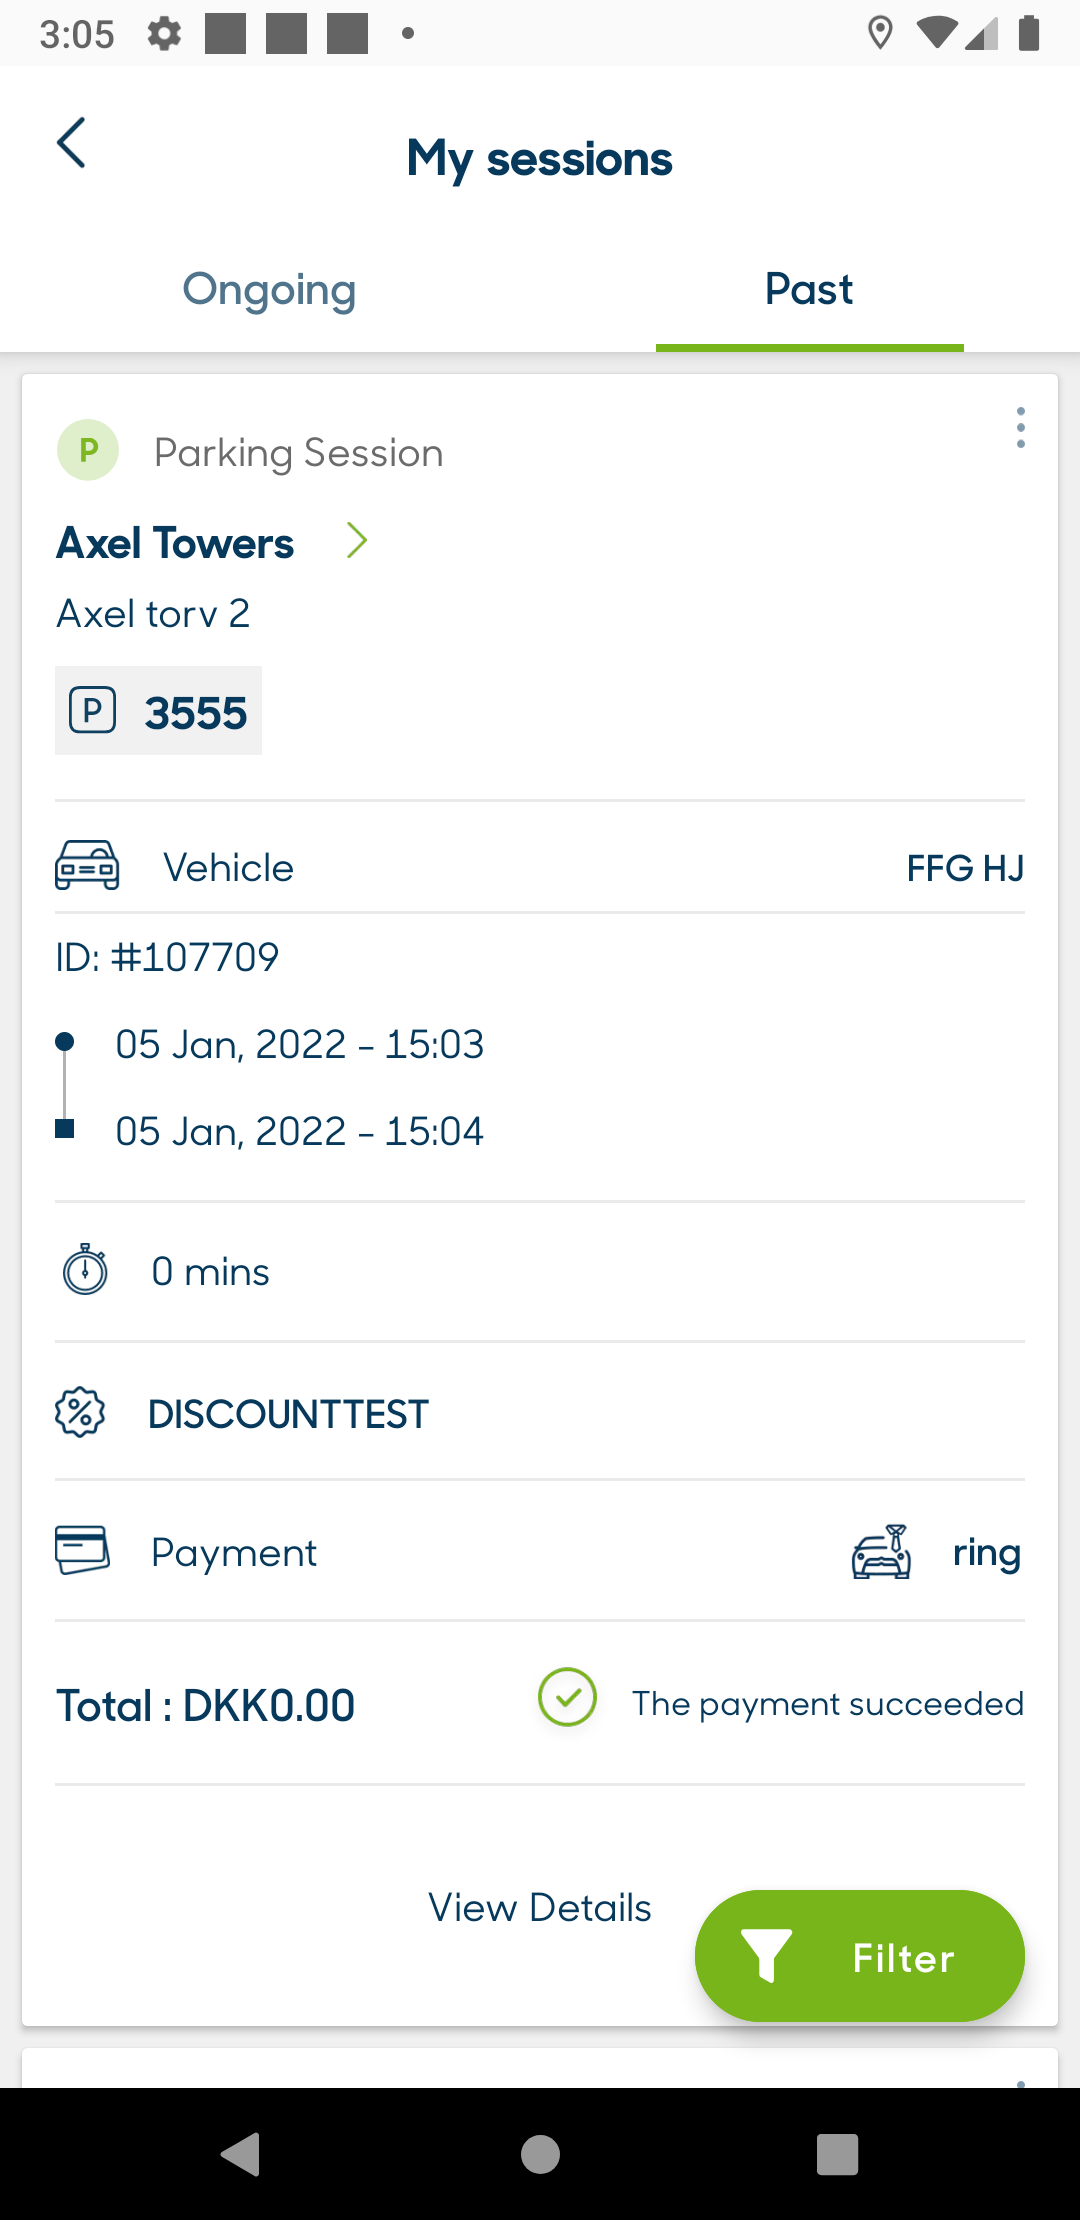 3:05
My sessions
Ongoing Past
P Parking Session
Axel Towers
Axel torv 2
P 3555
Vehicle FFG HJ
ID: #107709
05 Jan, 2022 - 15:03
05 Jan, 2022 - 15:04
0 mins
DISCOUNTTEST
Payment ring
Total : DKK0.00 The payment succeeded
View Details
Filter